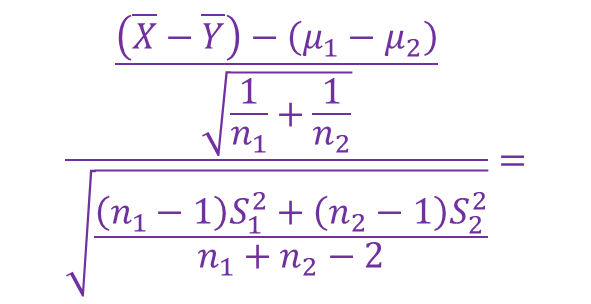 (X̅ − Y̅) − (μ₁ − μ₂)
√(1/n₁ + 1/n₂)
√(((n₁ − 1)S₁² + (n₂ − 1)S₂²)/(n₁ + n₂ − 2)) =